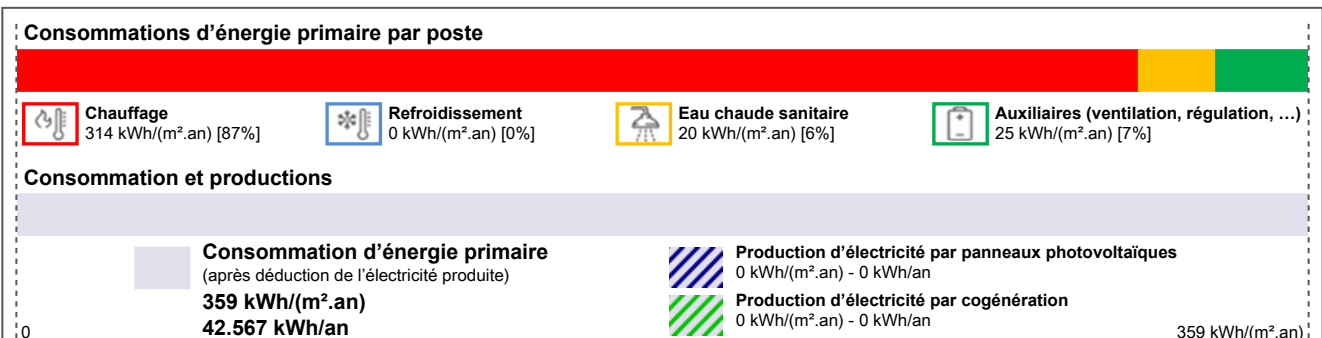 Consommations d’énergie primaire par poste
Chauffage
314 kWh/(m².an) [87%]
Refroidissement
0 kWh/(m².an) [0%]
Eau chaude sanitaire
20 kWh/(m².an) [6%]
Auxiliaires (ventilation, régulation, …)
25 kWh/(m².an) [7%]
Consommation et productions
Consommation d’énergie primaire
(après déduction de l’électricité produite)
359 kWh/(m².an)
42.567 kWh/an
Production d’électricité par panneaux photovoltaïques
0 kWh/(m².an) - 0 kWh/an
Production d’électricité par cogénération
0 kWh/(m².an) - 0 kWh/an
0
359 kWh/(m².an)